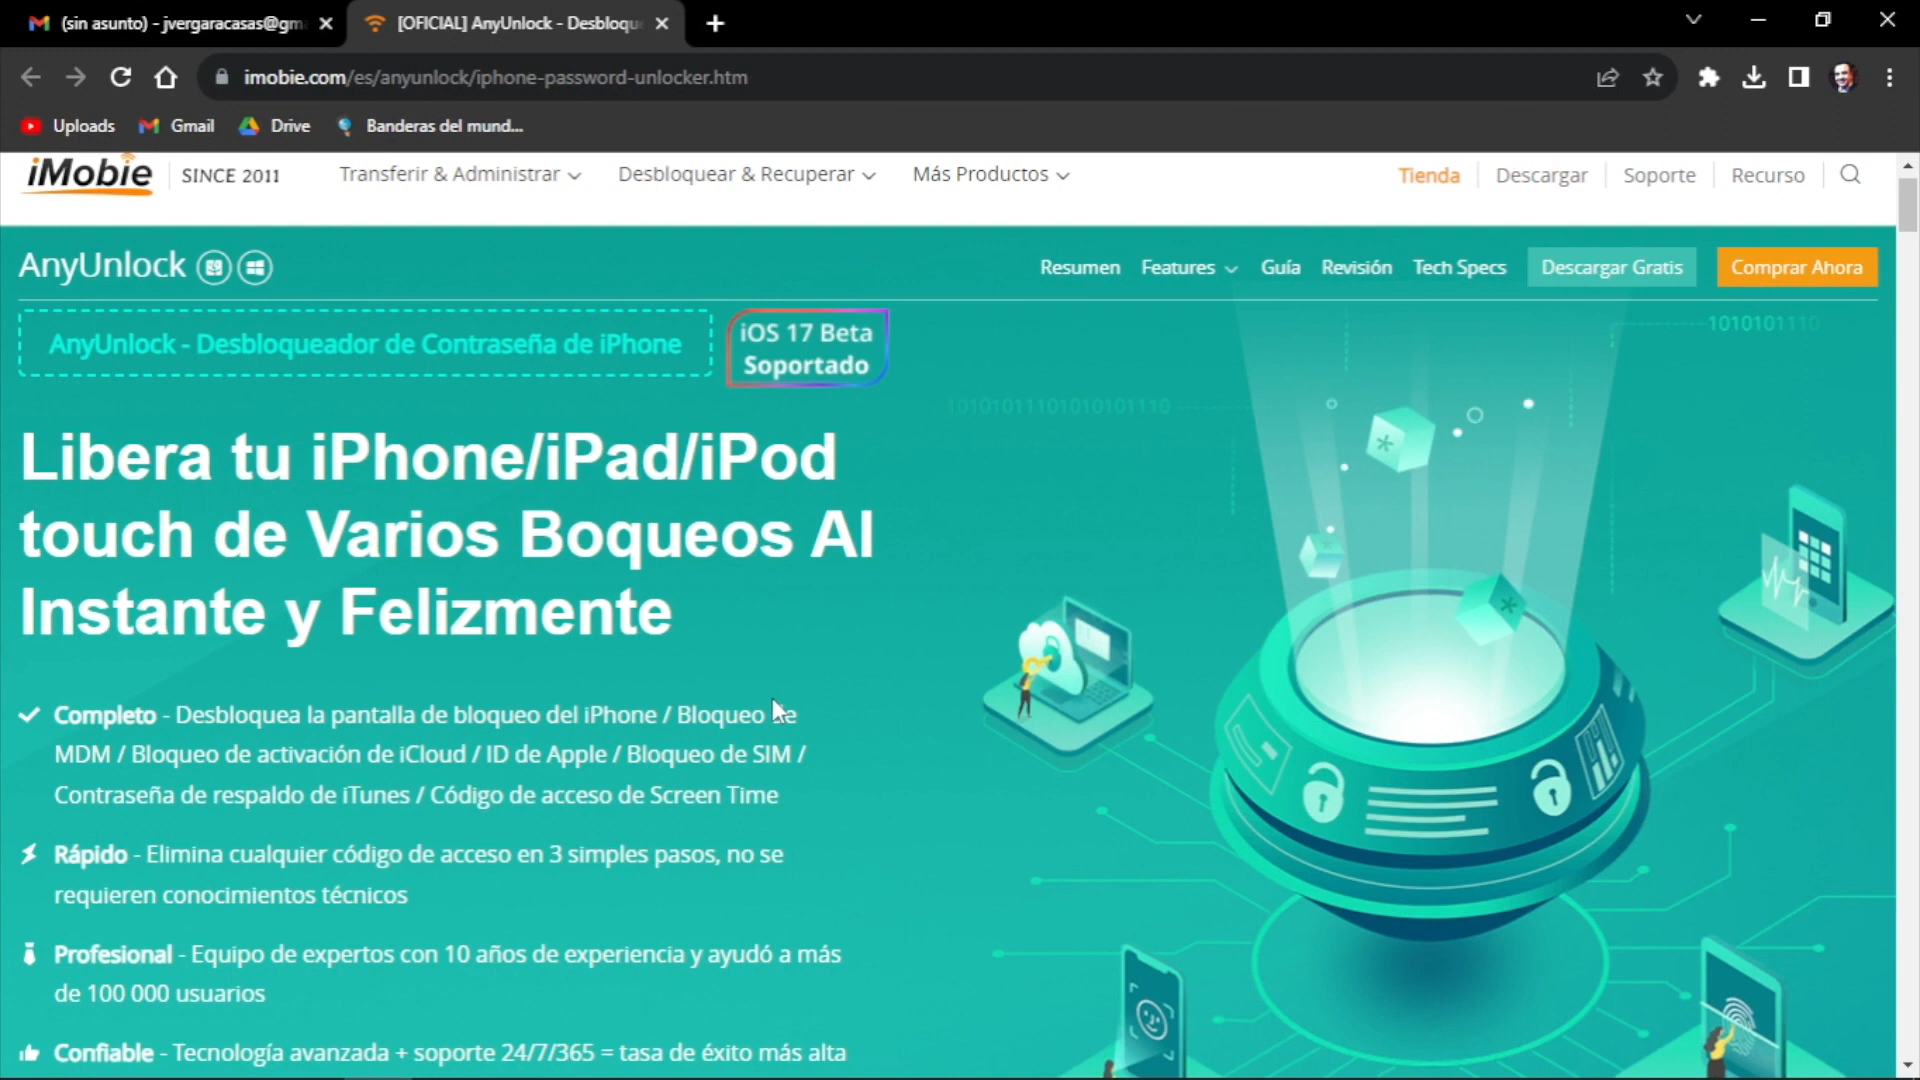 (sin asunto) - jvergaracasas@gm
[OFICIAL] AnyUnlock - Desbloqu
imobie.com/es/anyunlock/iphone-password-unlocker.htm
Uploads Gmail Drive Banderas del mund...
iMobie SINCE 2011 Transferir & Administrar Desbloquear & Recuperar Más Productos Tienda Descargar Soporte Recurso
AnyUnlock Resumen Features Guía Revisión Tech Specs Descargar Gratis Comprar Ahora
AnyUnlock - Desbloqueador de Contraseña de iPhone
iOS 17 Beta
Soportado
1010101110
1010101110101010101110
Libera tu iPhone/iPad/iPod
touch de Varios Boqueos Al
Instante y Felizmente
Completo - Desbloquea la pantalla de bloqueo del iPhone / Bloqueo de
MDM / Bloqueo de activación de iCloud / ID de Apple / Bloqueo de SIM /
Contraseña de respaldo de iTunes / Código de acceso de Screen Time
Rápido - Elimina cualquier código de acceso en 3 simples pasos, no se
requieren conocimientos técnicos
Profesional - Equipo de expertos con 10 años de experiencia y ayudó a más
de 100 000 usuarios
Confiable - Tecnología avanzada + soporte 24/7/365 = tasa de éxito más alta